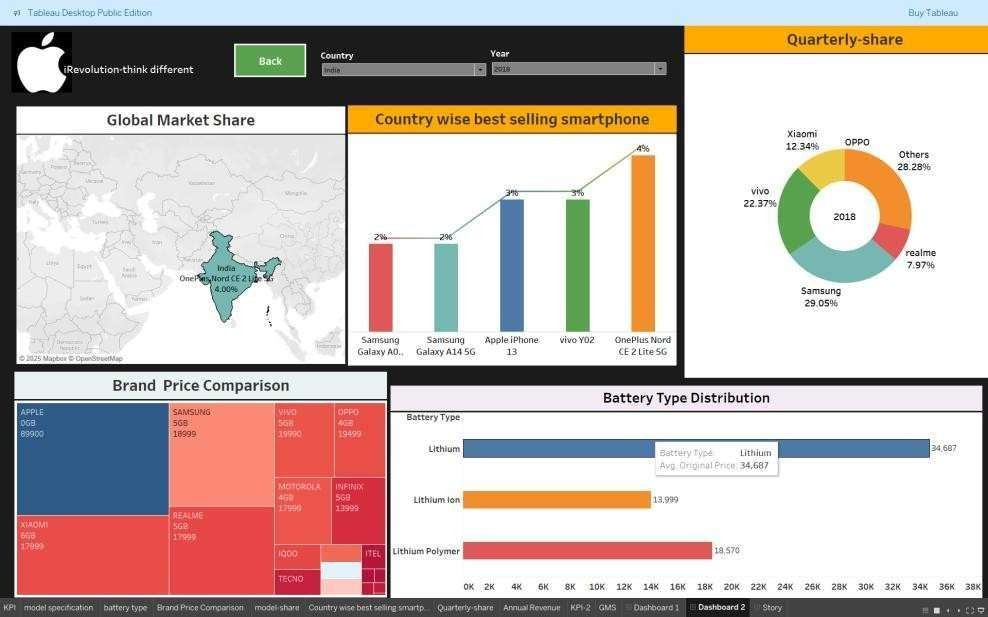 Tableau Desktop Public Edition
Buy Tableau
iRevolution-think different
Back
Country
India
Year
2018
Quarterly-share
Xiaomi
12.34%
OPPO
Others
28.28%
vivo
22.37%
2018
realme
7.97%
Samsung
29.05%
Global Market Share
India
OnePlus Nord CE 2 Lite 5G
4.00%
© 2025 Mapbox © OpenStreetMap
Country wise best selling smartphone
2%
2%
3%
3%
4%
Samsung
Galaxy A0..
Samsung
Galaxy A14 5G
Apple iPhone
13
vivo Y02
OnePlus Nord
CE 2 Lite 5G
Brand Price Comparison
APPLE
0GB
89900
SAMSUNG
5GB
18999
VIVO
5GB
19990
OPPO
4GB
19499
MOTOROLA
4GB
17999
INFINIX
5GB
13999
XIAOMI
6GB
17999
REALME
5GB
17999
IQOO
TECNO
ITEL
Battery Type Distribution
Battery Type
Lithium
34,687
Battery Type: Lithium
Avg. Original Price: 34,687
Lithium Ion
13,999
Lithium Polymer
18,570
0K 2K 4K 6K 8K 10K 12K 14K 16K 18K 20K 22K 24K 26K 28K 30K 32K 34K 36K 38K
KPI model specification battery type Brand Price Comparison model-share Country wise best selling smartp... Quarterly-share Annual Revenue KPI-2 GMS Dashboard 1 Dashboard 2 Story